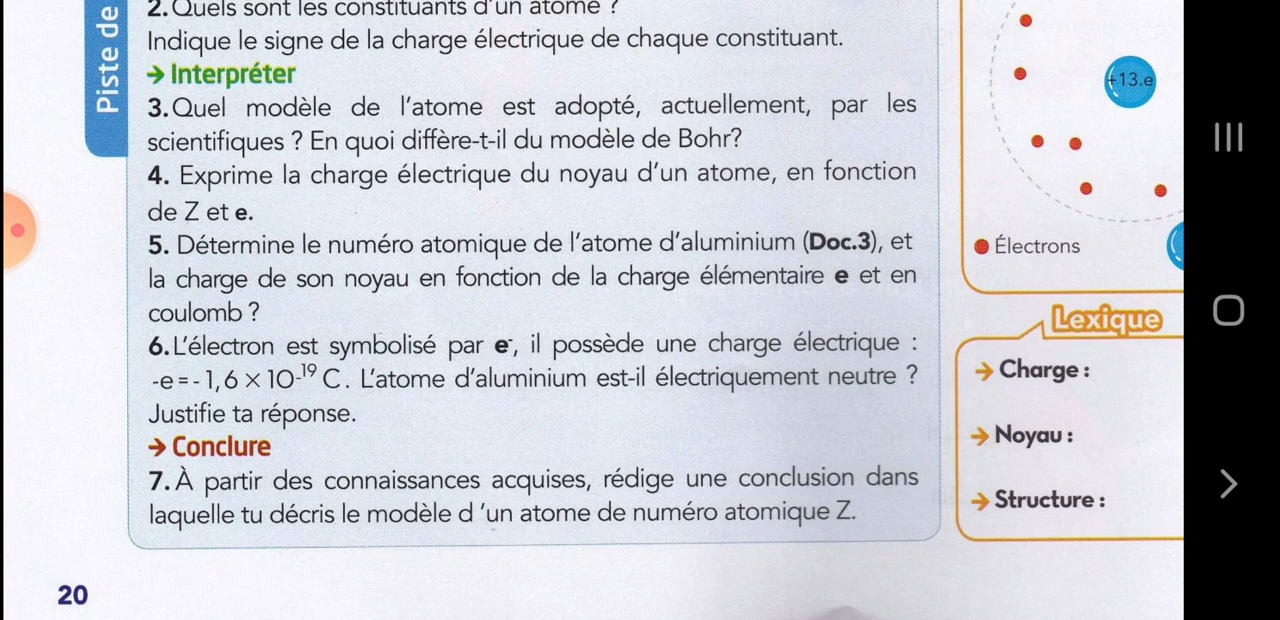 Piste de
2. Quels sont les constituants d'un atome ?
Indique le signe de la charge électrique de chaque constituant.
→ Interpréter
3. Quel modèle de l'atome est adopté, actuellement, par les
scientifiques ? En quoi diffère-t-il du modèle de Bohr?
4. Exprime la charge électrique du noyau d'un atome, en fonction
de Z et e.
5. Détermine le numéro atomique de l'atome d'aluminium (Doc.3), et
la charge de son noyau en fonction de la charge élémentaire e et en
coulomb ?
6. L'électron est symbolisé par e⁻, il possède une charge électrique :
-e = - 1,6 × 10⁻¹⁹ C. L'atome d'aluminium est-il électriquement neutre ?
Justifie ta réponse.
→ Conclure
7. À partir des connaissances acquises, rédige une conclusion dans
laquelle tu décris le modèle d 'un atome de numéro atomique Z.
20
+13.e
Électrons
Lexique
→ Charge :
→ Noyau :
→ Structure :